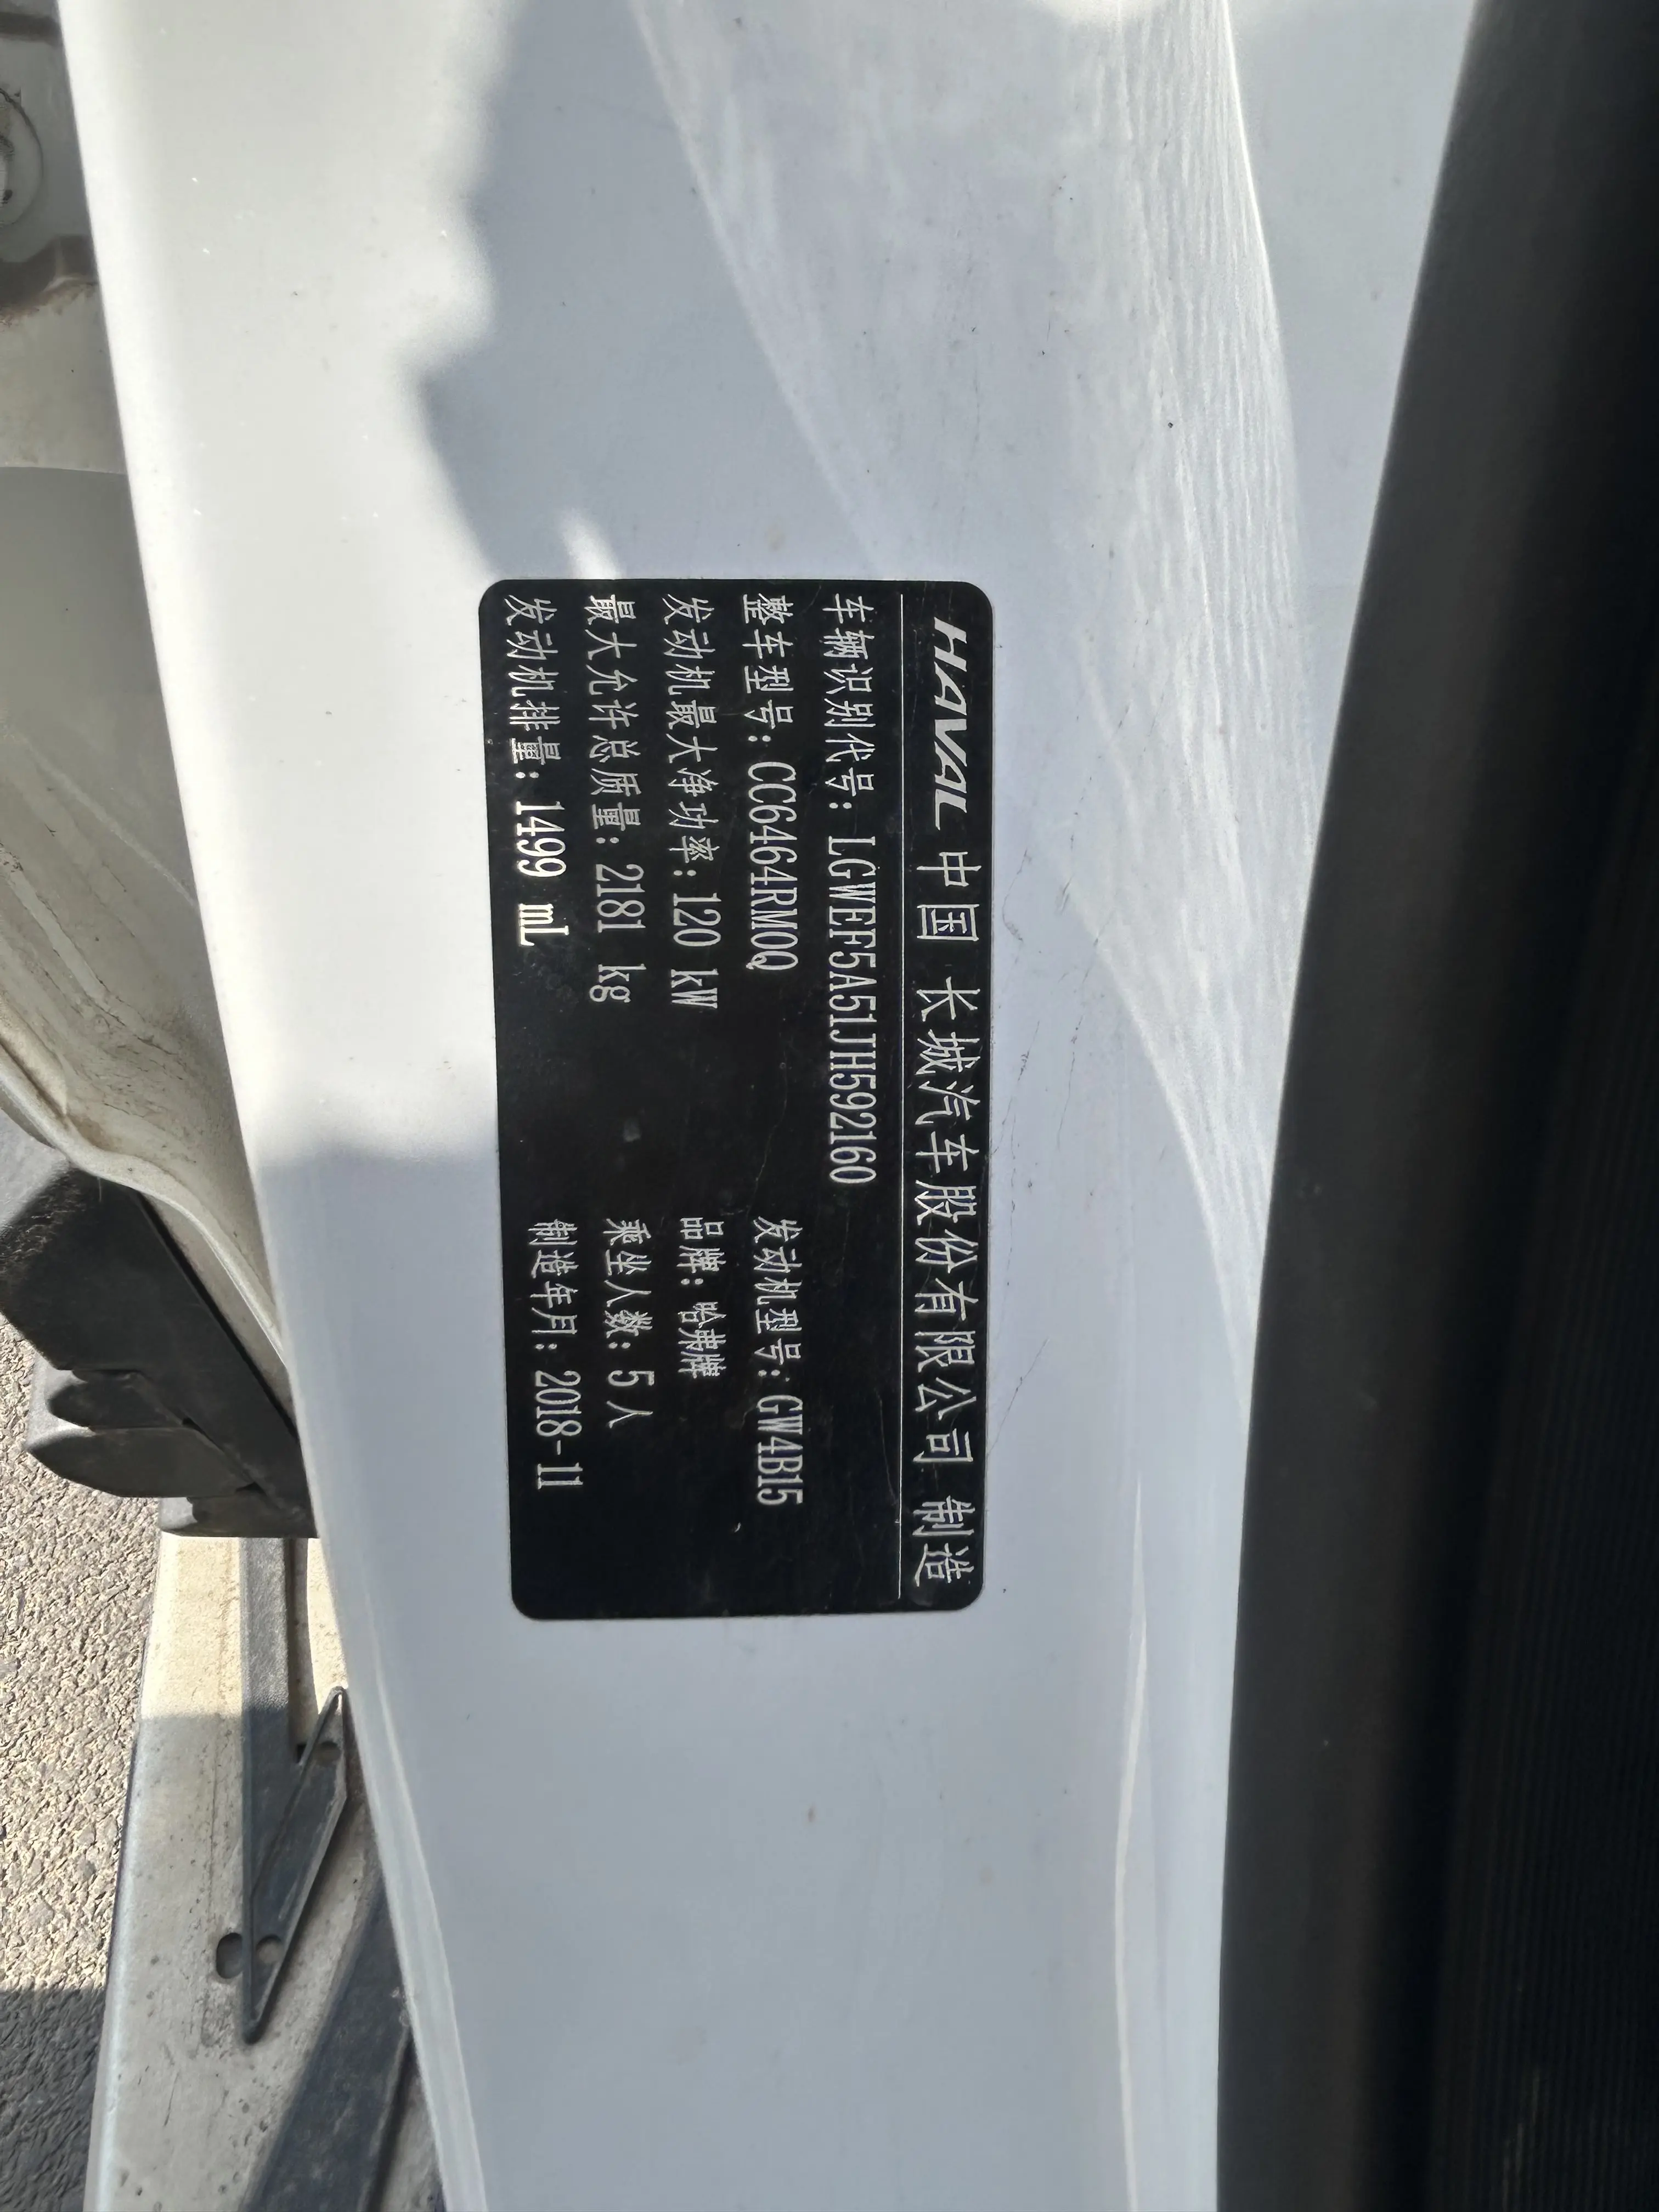 HAVAL 中国 长城汽车股份有限公司 制造
车辆识别代号：LGWEF5A51JH592160
整车型号：CC6464RM0Q 发动机型号：GW4B15
发动机最大净功率：120 kW 品牌：哈弗牌
最大允许总质量：2181 kg 乘坐人数：5 人
发动机排量：1499 mL 制造年月：2018-11